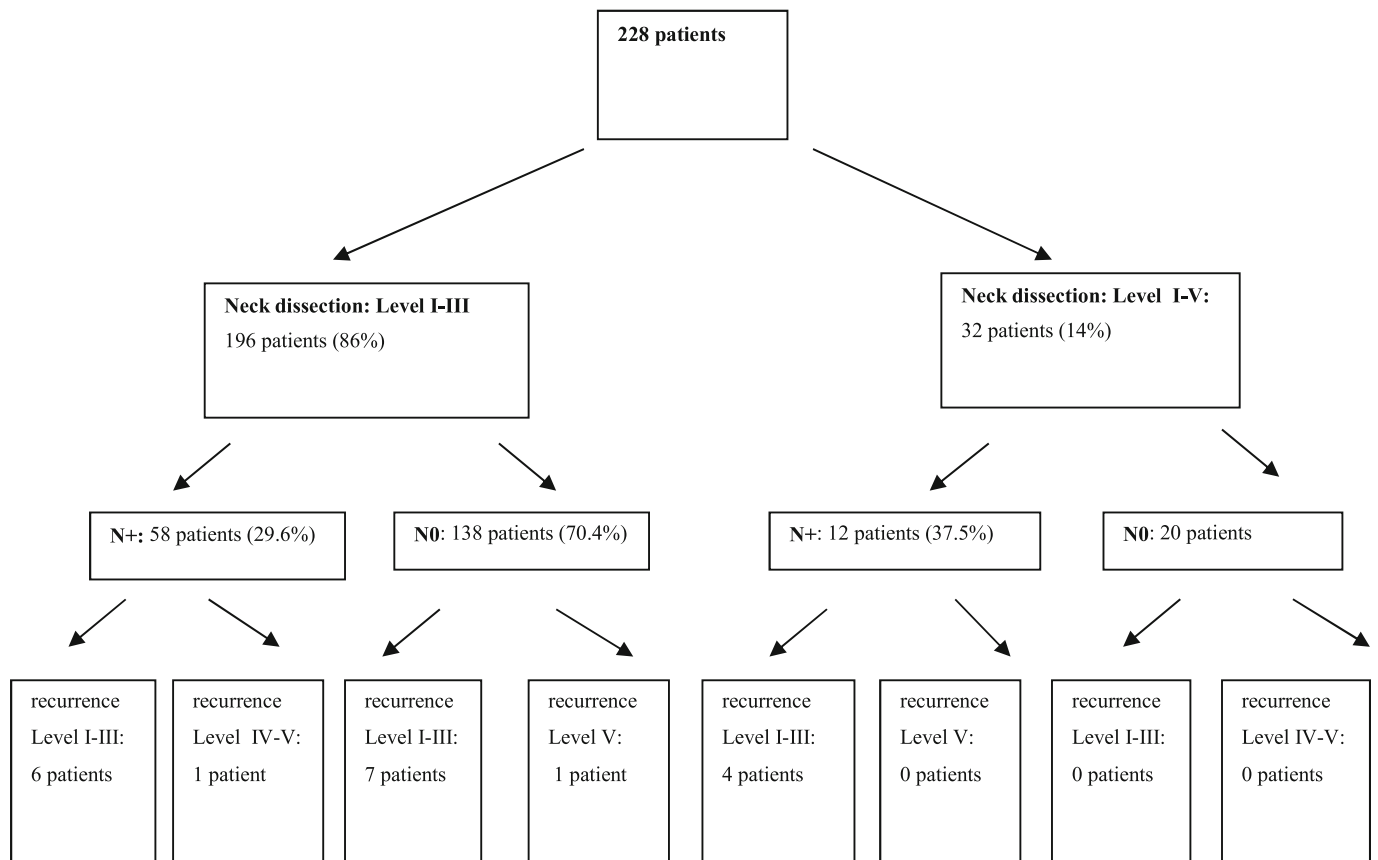 228 patients
Neck dissection: Level I-III
196 patients (86%)
Neck dissection: Level I-V:
32 patients (14%)
N+: 58 patients (29.6%)
N0: 138 patients (70.4%)
N+: 12 patients (37.5%)
N0: 20 patients
recurrence
Level I-III:
6 patients
recurrence
Level IV-V:
1 patient
recurrence
Level I-III:
7 patients
recurrence
Level V:
1 patient
recurrence
Level I-III:
4 patients
recurrence
Level V:
0 patients
recurrence
Level I-III:
0 patients
recurrence
Level IV-V:
0 patients